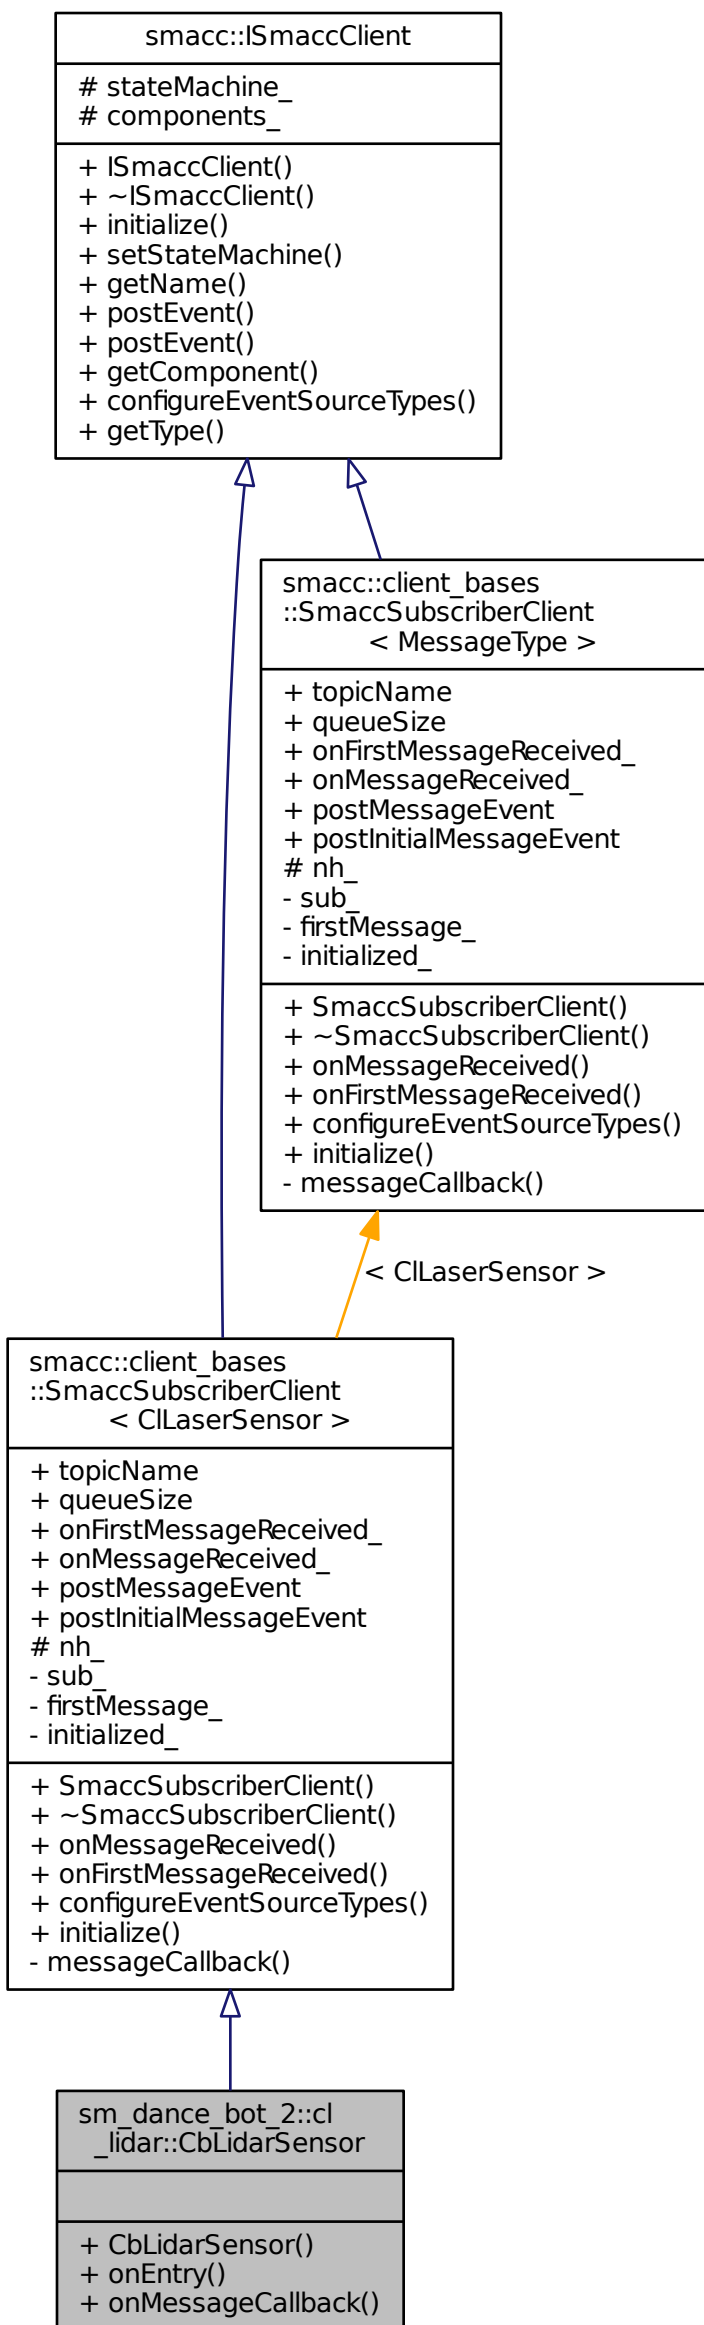 smacc::ISmaccClient
# stateMachine_
# components_
+ ISmaccClient()
+ ~ISmaccClient()
+ initialize()
+ setStateMachine()
+ getName()
+ postEvent()
+ postEvent()
+ getComponent()
+ configureEventSourceTypes()
+ getType()
smacc::client_bases
::SmaccSubscriberClient
< MessageType >
+ topicName
+ queueSize
+ onFirstMessageReceived_
+ onMessageReceived_
+ postMessageEvent
+ postInitialMessageEvent
# nh_
- sub_
- firstMessage_
- initialized_
+ SmaccSubscriberClient()
+ ~SmaccSubscriberClient()
+ onMessageReceived()
+ onFirstMessageReceived()
+ configureEventSourceTypes()
+ initialize()
- messageCallback()
< ClLaserSensor >
smacc::client_bases
::SmaccSubscriberClient
< ClLaserSensor >
+ topicName
+ queueSize
+ onFirstMessageReceived_
+ onMessageReceived_
+ postMessageEvent
+ postInitialMessageEvent
# nh_
- sub_
- firstMessage_
- initialized_
+ SmaccSubscriberClient()
+ ~SmaccSubscriberClient()
+ onMessageReceived()
+ onFirstMessageReceived()
+ configureEventSourceTypes()
+ initialize()
- messageCallback()
sm_dance_bot_2::cl
_lidar::CbLidarSensor
+ CbLidarSensor()
+ onEntry()
+ onMessageCallback()